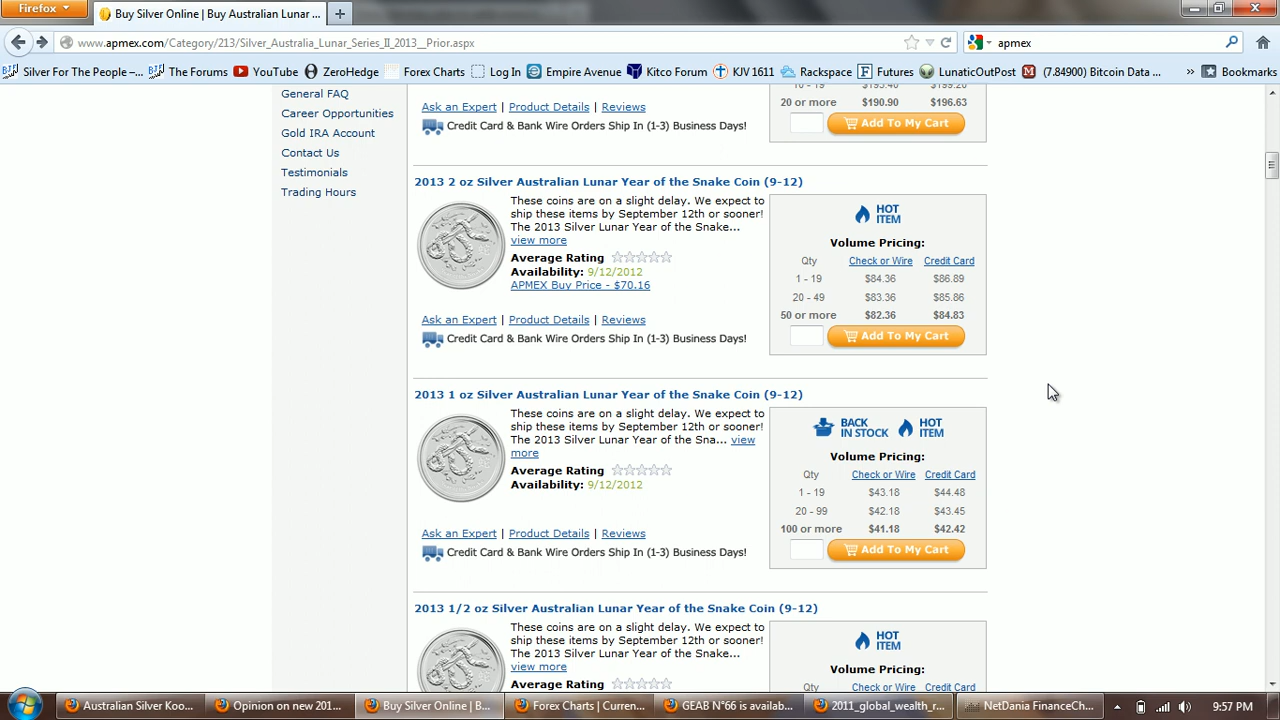 Firefox
Buy Silver Online | Buy Australian Lunar ...
www.apmex.com/Category/213/Silver_Australia_Lunar_Series_II_2013__Prior.aspx
apmex
Silver For The People –...
The Forums
YouTube
ZeroHedge
Forex Charts
Log In
Empire Avenue
Kitco Forum
KJV 1611
Rackspace
Futures
LunaticOutPost
(7.84900) Bitcoin Data ...
»
Bookmarks
General FAQ
Career Opportunities
Gold IRA Account
Contact Us
Testimonials
Trading Hours
20 or more $190.90 $196.63
Ask an Expert | Product Details | Reviews
Credit Card & Bank Wire Orders Ship In (1-3) Business Days!
Add To My Cart
2013 2 oz Silver Australian Lunar Year of the Snake Coin (9-12)
These coins are on a slight delay. We expect to
ship these items by September 12th or sooner!
The 2013 Silver Lunar Year of the Snake...
view more
Average Rating
Availability: 9/12/2012
APMEX Buy Price - $70.16
Ask an Expert | Product Details | Reviews
Credit Card & Bank Wire Orders Ship In (1-3) Business Days!
HOT
ITEM
Volume Pricing:
Qty Check or Wire Credit Card
1 - 19 $84.36 $86.89
20 - 49 $83.36 $85.86
50 or more $82.36 $84.83
Add To My Cart
2013 1 oz Silver Australian Lunar Year of the Snake Coin (9-12)
These coins are on a slight delay. We expect to
ship these items by September 12th or sooner!
The 2013 Silver Lunar Year of the Sna... view
more
Average Rating
Availability: 9/12/2012
Ask an Expert | Product Details | Reviews
Credit Card & Bank Wire Orders Ship In (1-3) Business Days!
BACK
IN STOCK
HOT
ITEM
Volume Pricing:
Qty Check or Wire Credit Card
1 - 19 $43.18 $44.48
20 - 99 $42.18 $43.45
100 or more $41.18 $42.42
Add To My Cart
2013 1/2 oz Silver Australian Lunar Year of the Snake Coin (9-12)
These coins are on a slight delay. We expect to
ship these items by September 12th or sooner!
The 2013 Silver Lunar Year of the Snake...
view more
Average Rating
HOT
ITEM
Volume Pricing:
Qty Check or Wire Credit Card
Australian Silver Koo...
Opinion on new 201...
Buy Silver Online | B...
Forex Charts | Curren...
GEAB N°66 is availab...
2011_global_wealth_r...
NetDania FinanceCh...
9:57 PM